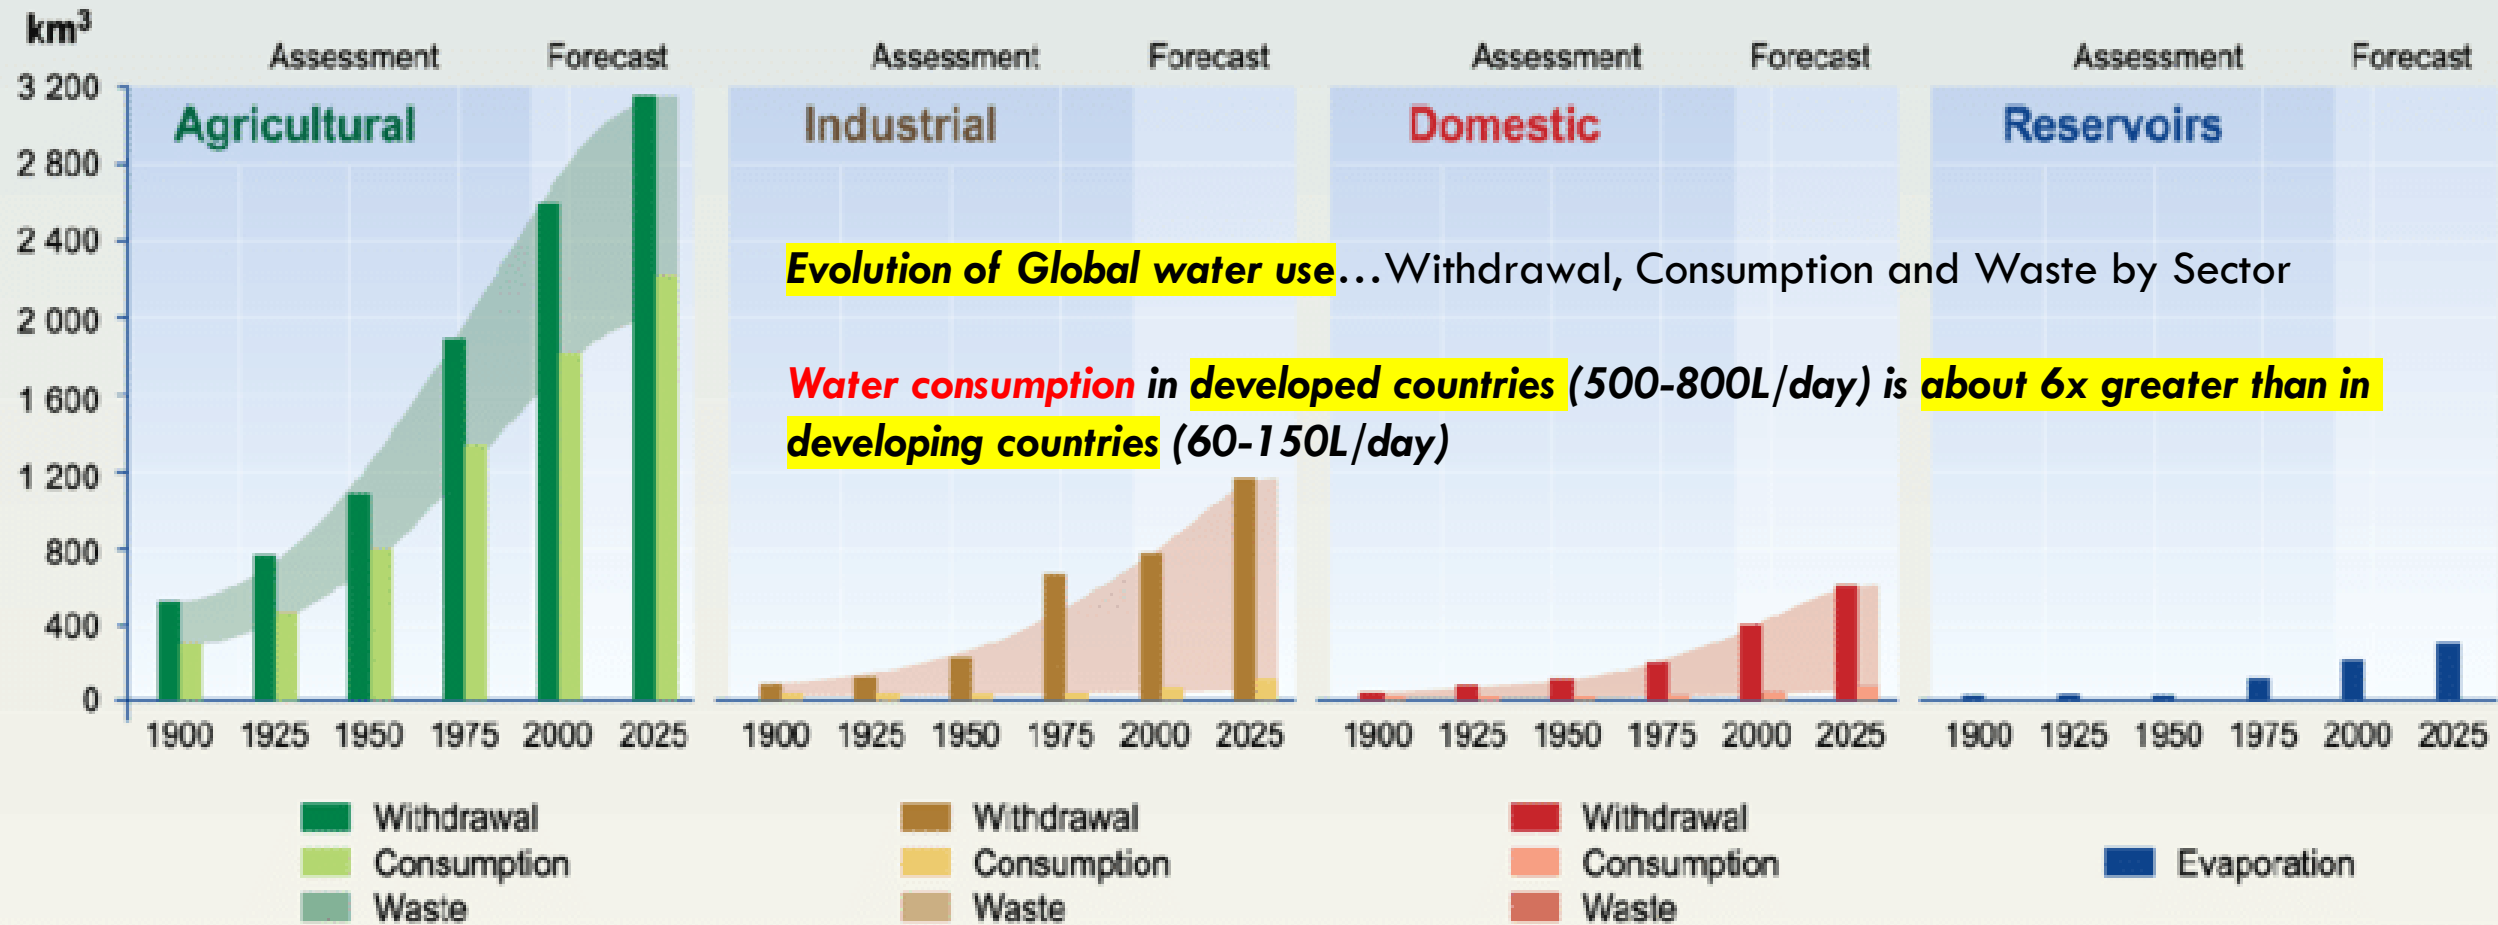 km³
Assessment Forecast Assessment Forecast Assessment Forecast Assessment Forecast
3 200
2 800
2 400
2 000
1 600
1 200
800
400
0
Agricultural Industrial Domestic Reservoirs
Evolution of Global water use...Withdrawal, Consumption and Waste by Sector
Water consumption in developed countries (500-800L/day) is about 6x greater than in
developing countries (60-150L/day)
1900 1925 1950 1975 2000 2025 1900 1925 1950 1975 2000 2025 1900 1925 1950 1975 2000 2025 1900 1925 1950 1975 2000 2025
Withdrawal Withdrawal Withdrawal
Consumption Consumption Consumption Evaporation
Waste Waste Waste